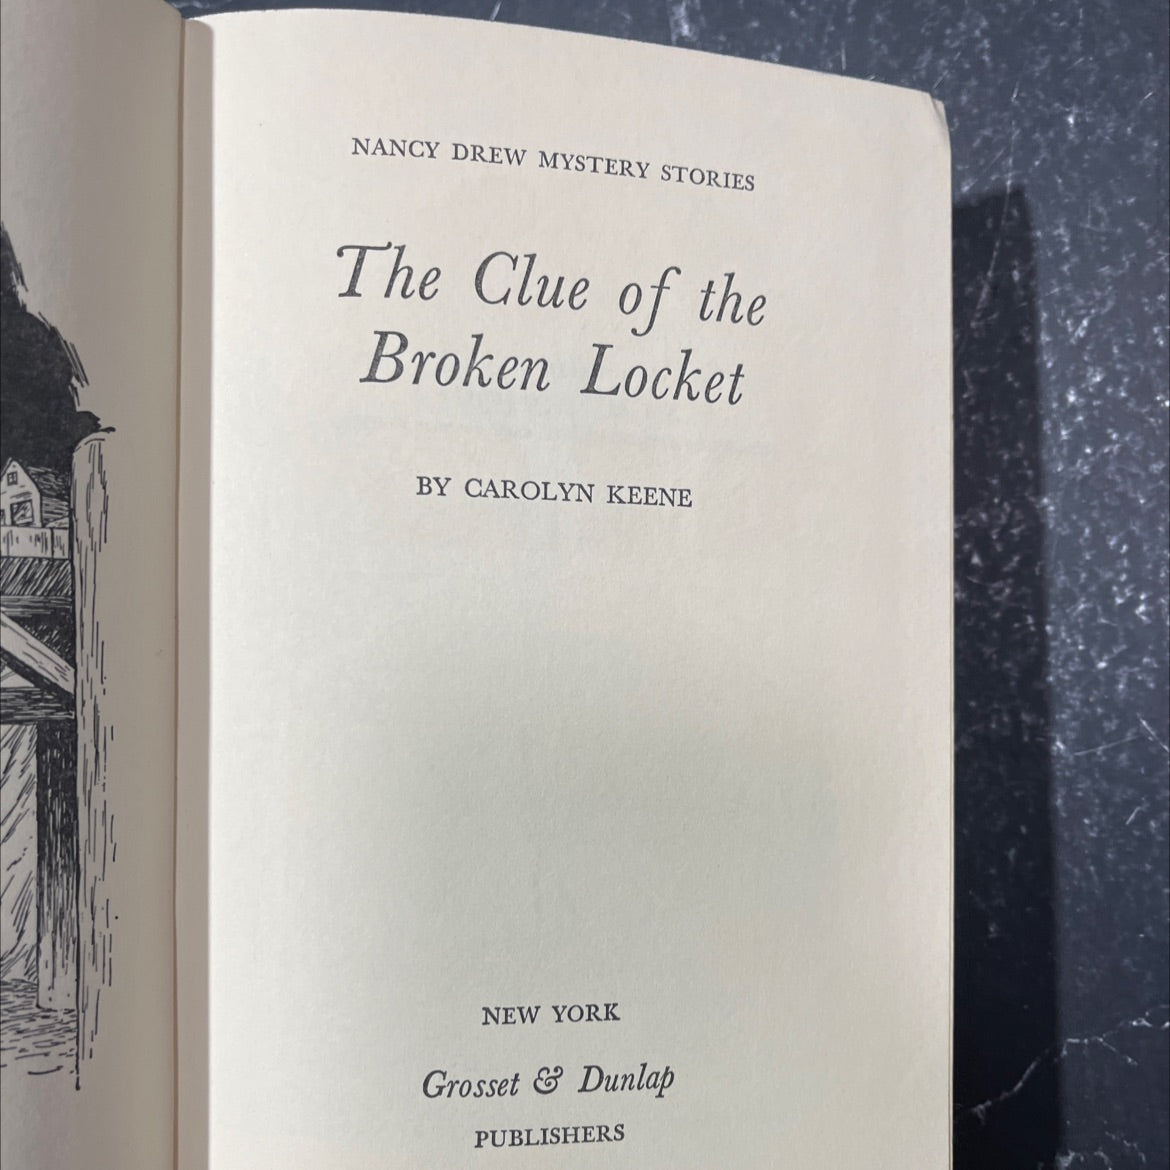 NANCY DREW MYSTERY STORIES
The Clue of the
Broken Locket
BY CAROLYN KEENE
NEW YORK
Grosset & Dunlap
PUBLISHERS